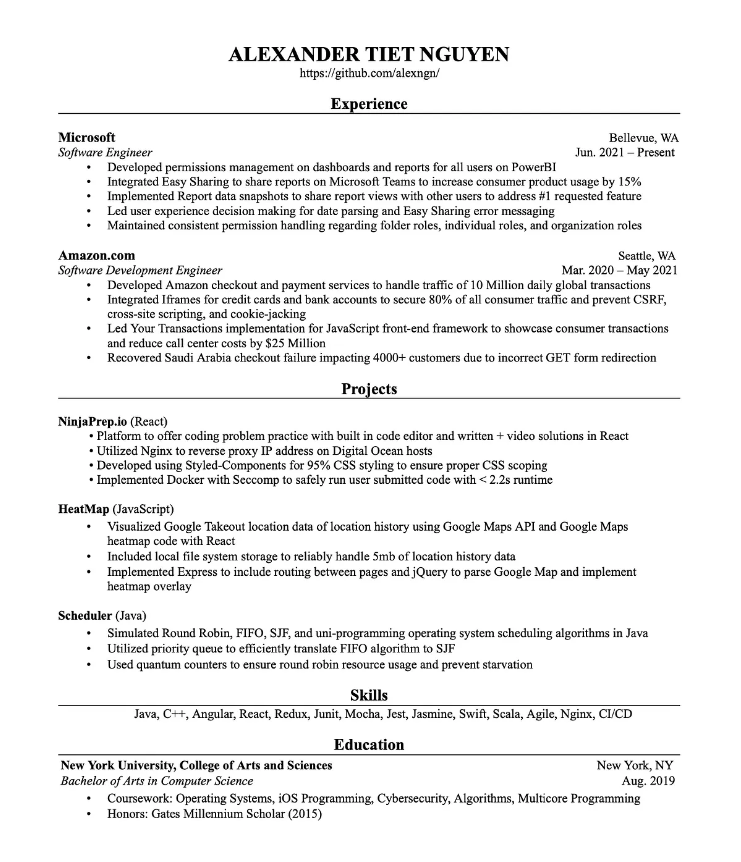 ALEXANDER TIET NGUYEN
https://github.com/alexngn/
Experience
Microsoft Bellevue, WA
Software Engineer Jun. 2021 – Present
• Developed permissions management on dashboards and reports for all users on PowerBI
• Integrated Easy Sharing to share reports on Microsoft Teams to increase consumer product usage by 15%
• Implemented Report data snapshots to share report views with other users to address #1 requested feature
• Led user experience decision making for date parsing and Easy Sharing error messaging
• Maintained consistent permission handling regarding folder roles, individual roles, and organization roles
Amazon.com Seattle, WA
Software Development Engineer Mar. 2020 – May 2021
• Developed Amazon checkout and payment services to handle traffic of 10 Million daily global transactions
• Integrated Iframes for credit cards and bank accounts to secure 80% of all consumer traffic and prevent CSRF,
cross-site scripting, and cookie-jacking
• Led Your Transactions implementation for JavaScript front-end framework to showcase consumer transactions
and reduce call center costs by $25 Million
• Recovered Saudi Arabia checkout failure impacting 4000+ customers due to incorrect GET form redirection
Projects
NinjaPrep.io (React)
• Platform to offer coding problem practice with built in code editor and written + video solutions in React
• Utilized Nginx to reverse proxy IP address on Digital Ocean hosts
• Developed using Styled-Components for 95% CSS styling to ensure proper CSS scoping
• Implemented Docker with Seccomp to safely run user submitted code with < 2.2s runtime
HeatMap (JavaScript)
• Visualized Google Takeout location data of location history using Google Maps API and Google Maps
heatmap code with React
• Included local file system storage to reliably handle 5mb of location history data
• Implemented Express to include routing between pages and jQuery to parse Google Map and implement
heatmap overlay
Scheduler (Java)
• Simulated Round Robin, FIFO, SJF, and uni-programming operating system scheduling algorithms in Java
• Utilized priority queue to efficiently translate FIFO algorithm to SJF
• Used quantum counters to ensure round robin resource usage and prevent starvation
Skills
Java, C++, Angular, React, Redux, Junit, Mocha, Jest, Jasmine, Swift, Scala, Agile, Nginx, CI/CD
Education
New York University, College of Arts and Sciences New York, NY
Bachelor of Arts in Computer Science Aug. 2019
• Coursework: Operating Systems, iOS Programming, Cybersecurity, Algorithms, Multicore Programming
• Honors: Gates Millennium Scholar (2015)